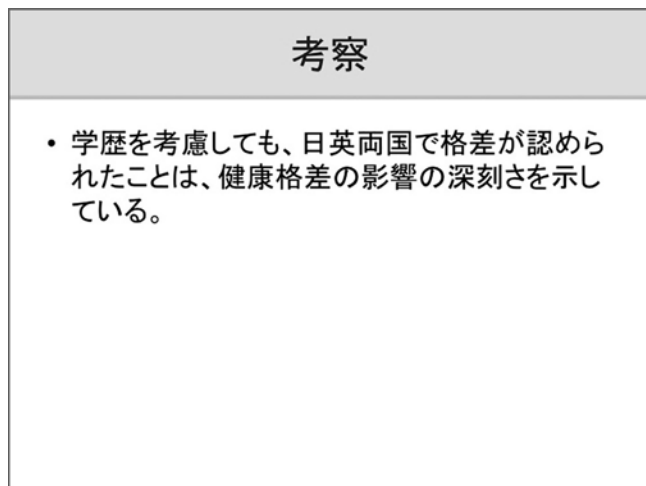 考察
• 学歴を考慮しても、日英両国で格差が認めら
れたことは、健康格差の影響の深刻さを示し
ている。